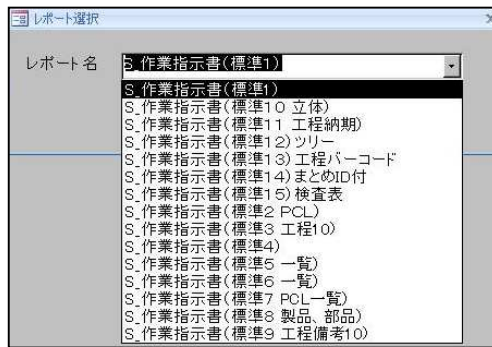 レポート選択
レポート名
S_作業指示書(標準1)
S_作業指示書(標準1)
S_作業指示書(標準10 立体)
S_作業指示書(標準11 工程納期)
S_作業指示書(標準12)ツリー
S_作業指示書(標準13)工程バーコード
S_作業指示書(標準14)まとめID付
S_作業指示書(標準15)検査表
S_作業指示書(標準2 PCL)
S_作業指示書(標準3 工程10)
S_作業指示書(標準4)
S_作業指示書(標準5 一覧)
S_作業指示書(標準6 一覧)
S_作業指示書(標準7 PCL一覧)
S_作業指示書(標準8 製品、部品)
S_作業指示書(標準9 工程備考10)